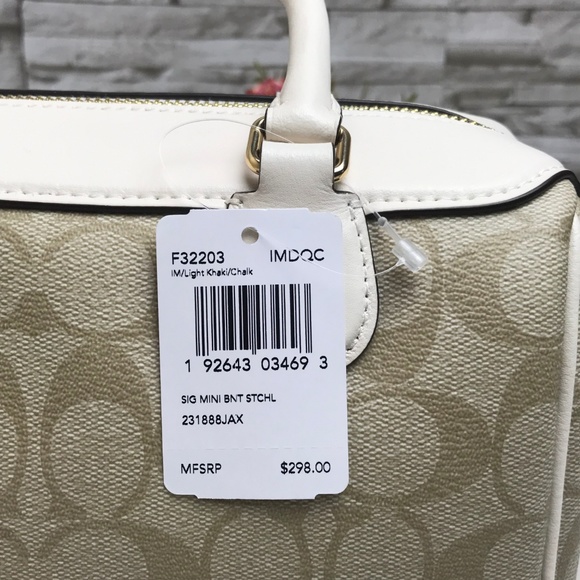 F32203 IMDQC
IM/Light Khaki/Chalk
1 92643 03469 3
SIG MINI BNT STCHL
231888JAX
MFSRP $298.00